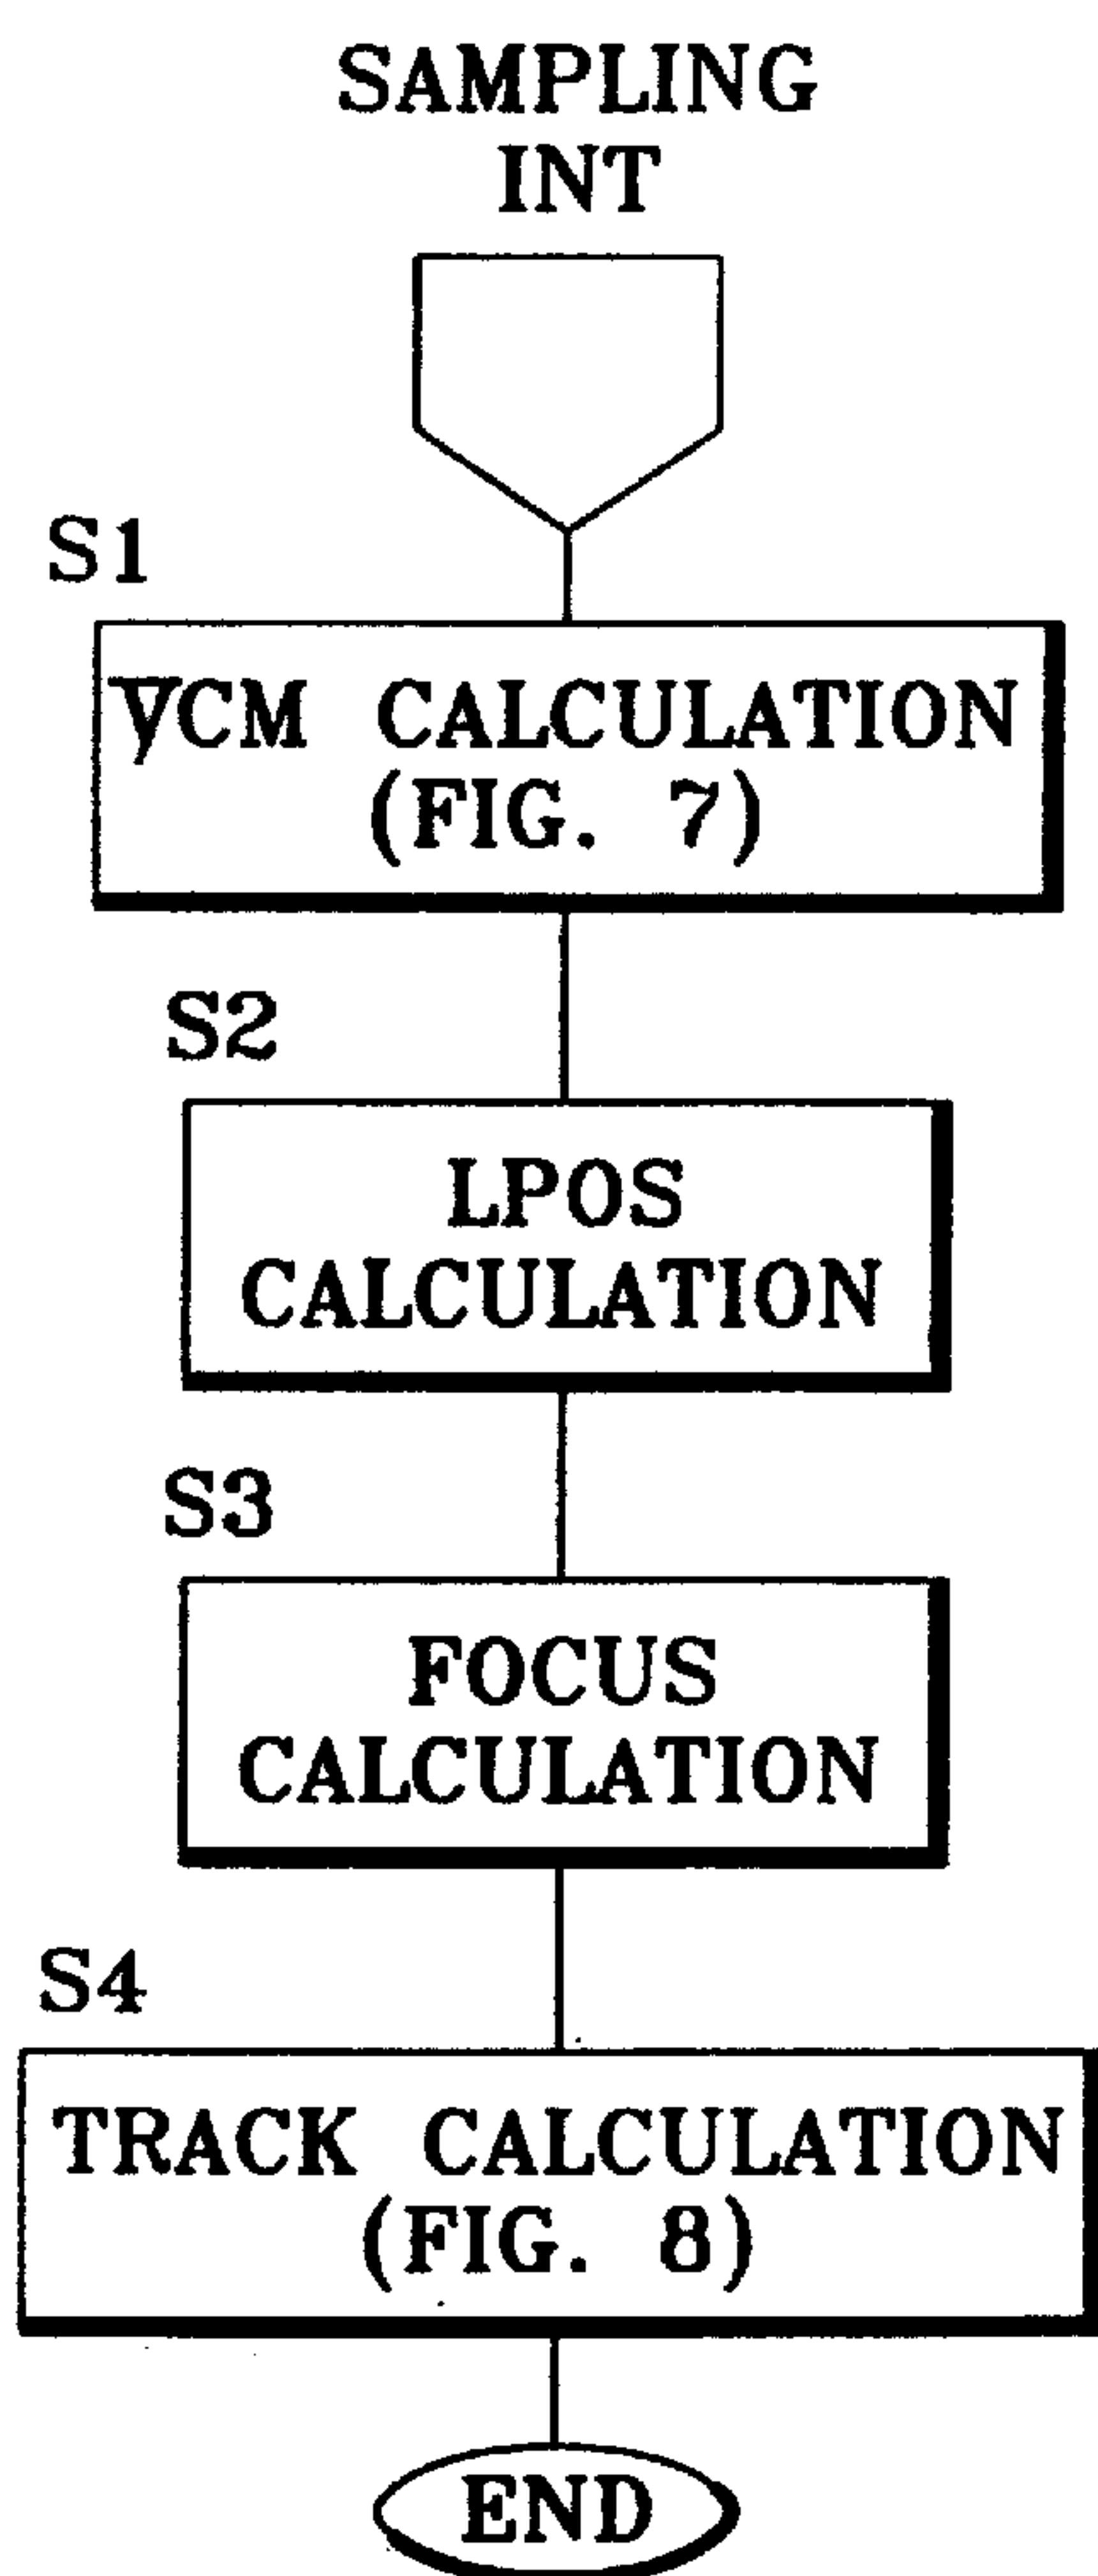 SAMPLING
INT
S1
VCM CALCULATION
(FIG. 7)
S2
LPOS
CALCULATION
S3
FOCUS
CALCULATION
S4
TRACK CALCULATION
(FIG. 8)
END